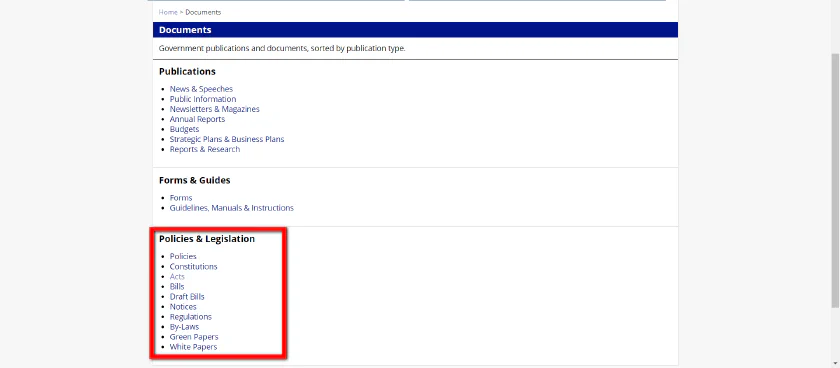 Home > Documents
Documents
Government publications and documents, sorted by publication type.
Publications
News & Speeches
Public Information
Newsletters & Magazines
Annual Reports
Budgets
Strategic Plans & Business Plans
Reports & Research
Forms & Guides
Forms
Guidelines, Manuals & Instructions
Policies & Legislation
Policies
Constitutions
Acts
Bills
Draft Bills
Notices
Regulations
By-Laws
Green Papers
White Papers